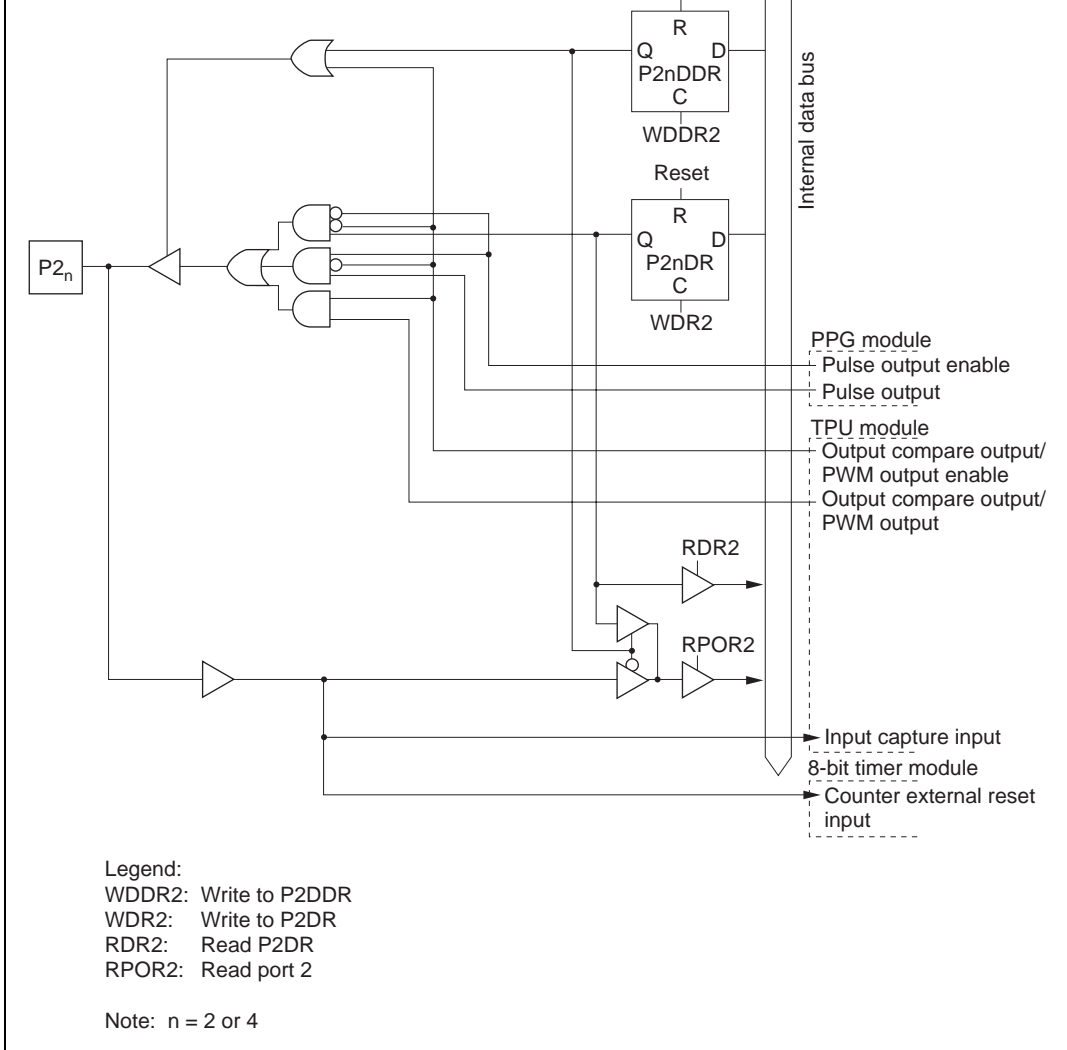 R
Q D
P2nDDR
C
WDDR2
Internal data bus
Reset
R
Q D
P2nDR
C
WDR2
P2n
PPG module
Pulse output enable
Pulse output
TPU module
Output compare output/
PWM output enable
Output compare output/
PWM output
RDR2
RPOR2
Input capture input
8-bit timer module
Counter external reset
input
Legend:
WDDR2: Write to P2DDR
WDR2: Write to P2DR
RDR2: Read P2DR
RPOR2: Read port 2
Note: n = 2 or 4